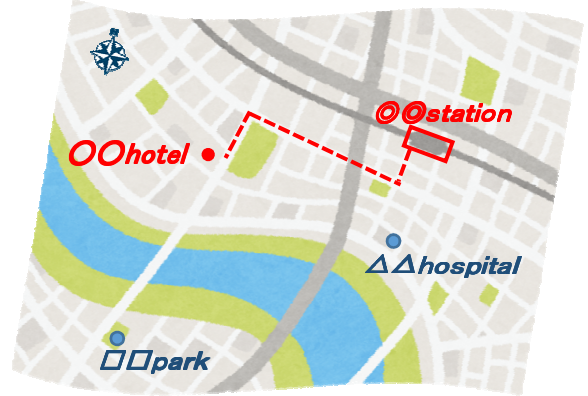 ◎◎station
〇〇hotel
△△hospital
□□park